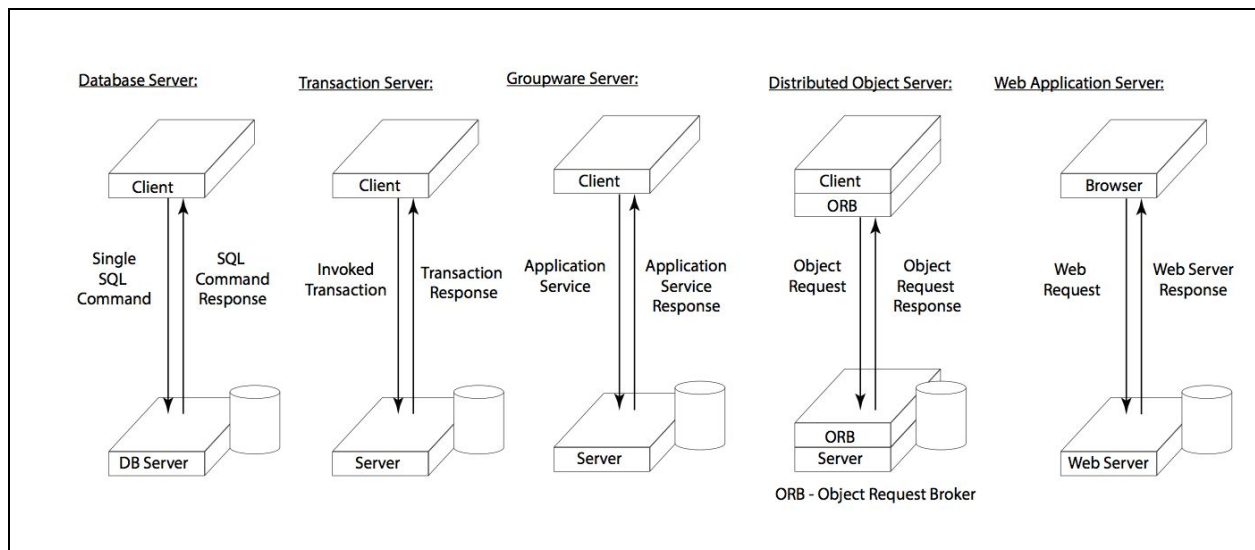 Database Server:
Client
Single
SQL
Command
SQL
Command
Response
DB Server
Transaction Server:
Client
Invoked
Transaction
Transaction
Response
Server
Groupware Server:
Client
Application
Service
Application
Service
Response
Server
Distributed Object Server:
Client
ORB
Object
Request
Object
Request
Response
ORB
Server
ORB - Object Request Broker
Web Application Server:
Browser
Web
Request
Web Server
Response
Web Server